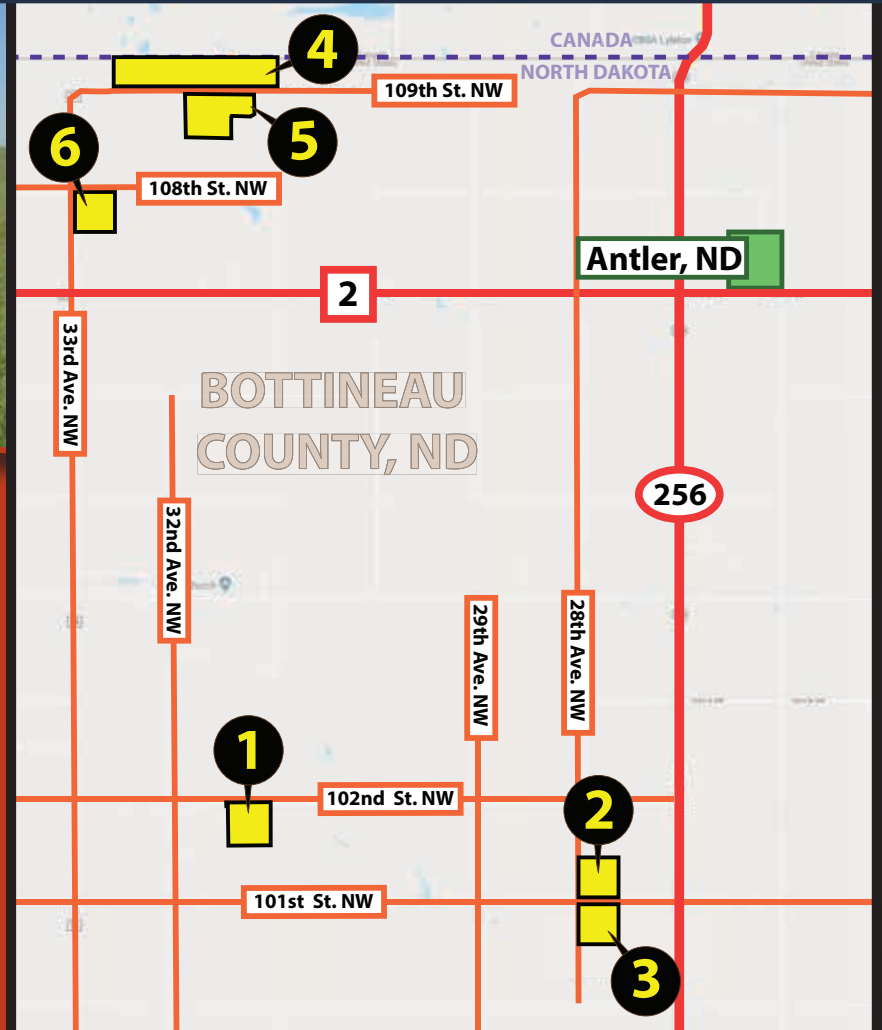 4
CANADA
NORTH DAKOTA
109th St. NW
5
6
108th St. NW
Antler, ND
2
33rd Ave. NW
BOTTINEAU
COUNTY, ND
256
32nd Ave. NW
29th Ave. NW
28th Ave. NW
1
102nd St. NW
2
101st St. NW
3